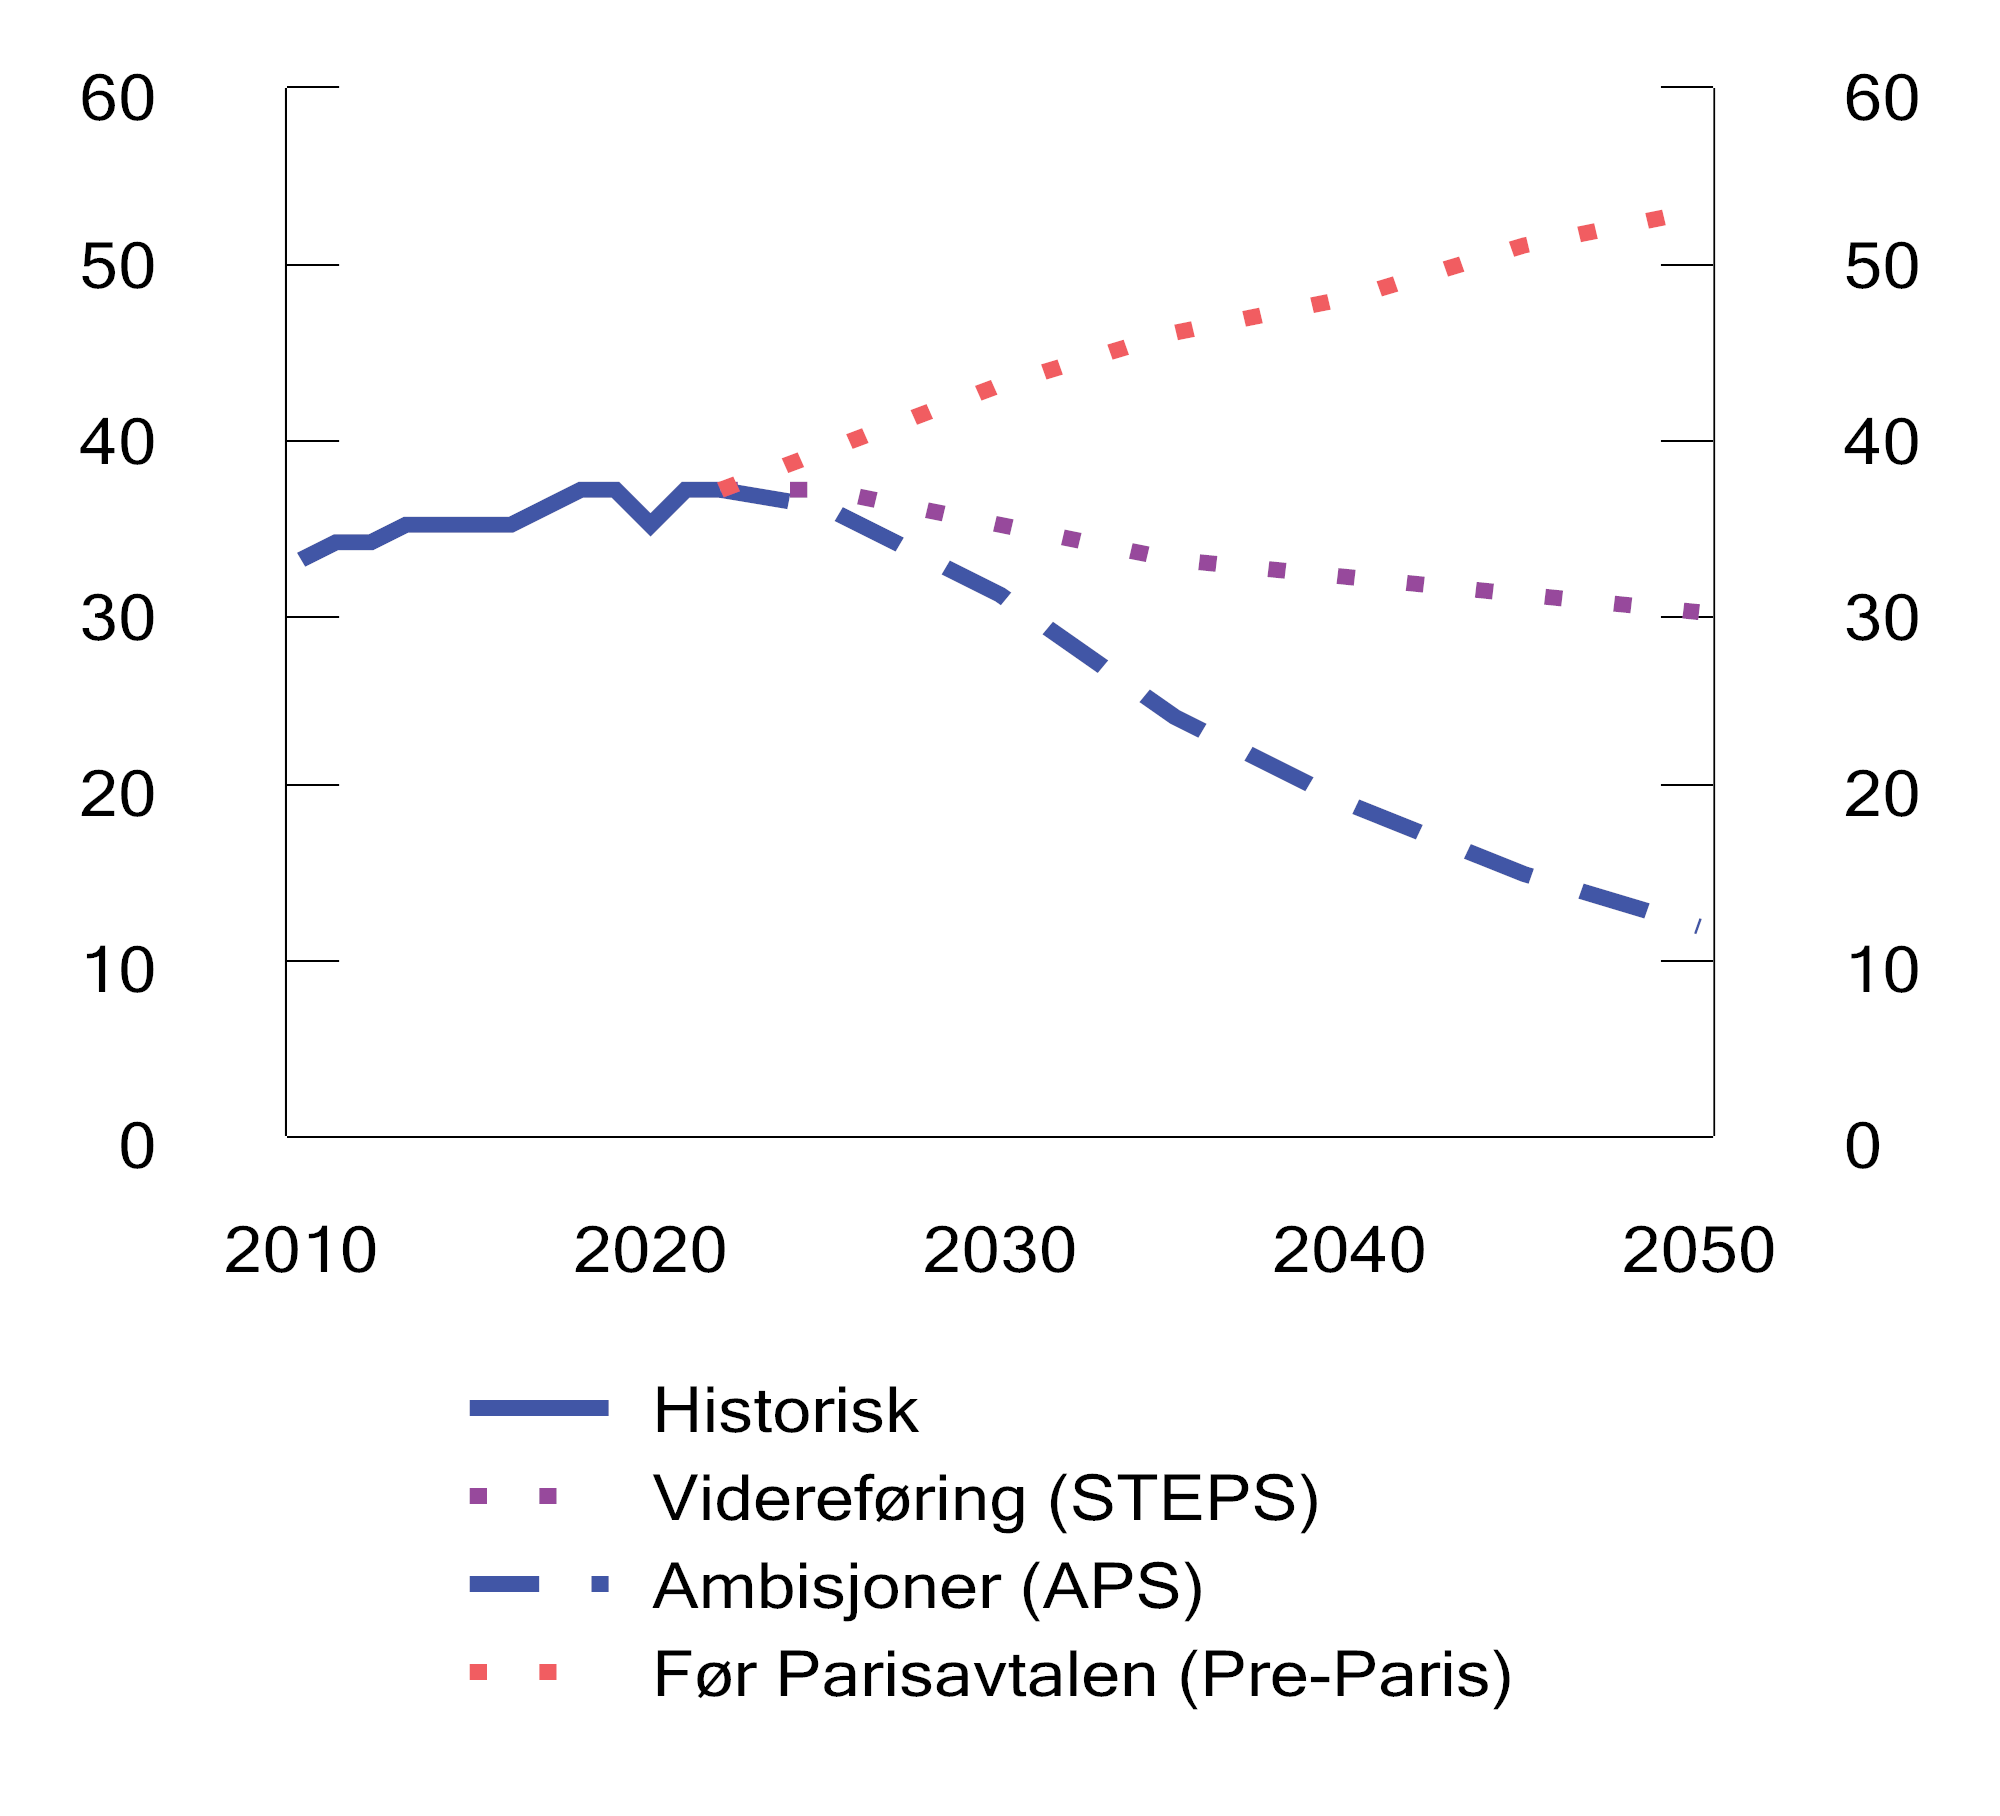 60 60
50 50
40 40
30 30
20 20
10 10
0 0
2010 2020 2030 2040 2050
Historisk
Videreføring (STEPS)
Ambisjoner (APS)
Før Parisavtalen (Pre-Paris)